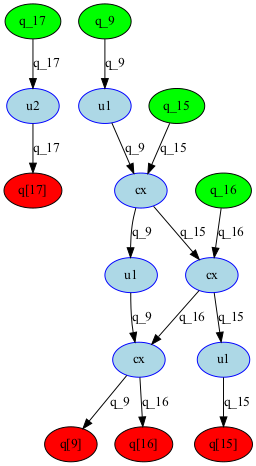 q_17 q_9
q_17 q_9
u2 u1 q_15
q_17 q_9 q_15
q[17] cx q_16
q_9 q_15 q_16
u1 cx
q_9 q_16 q_15
cx u1
q_9 q_16 q_15
q[9] q[16] q[15]